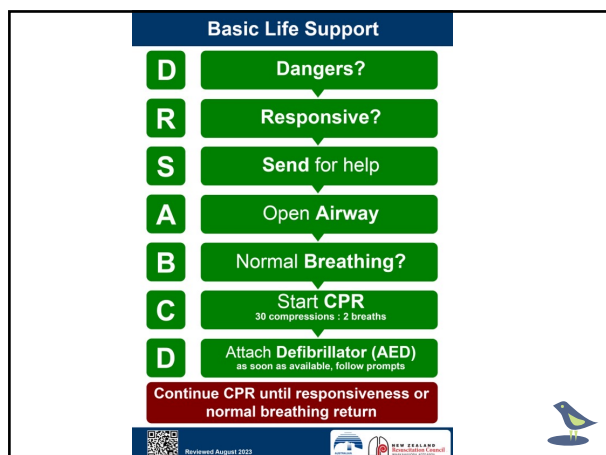 Basic Life Support
D
Dangers?
R
Responsive?
S
Send for help
A
Open Airway
B
Normal Breathing?
C
Start CPR
30 compressions : 2 breaths
D
Attach Defibrillator (AED)
as soon as available, follow prompts
Continue CPR until responsiveness or
normal breathing return
Reviewed August 2023
AUSTRALIAN
NEW ZEALAND
Resuscitation Council